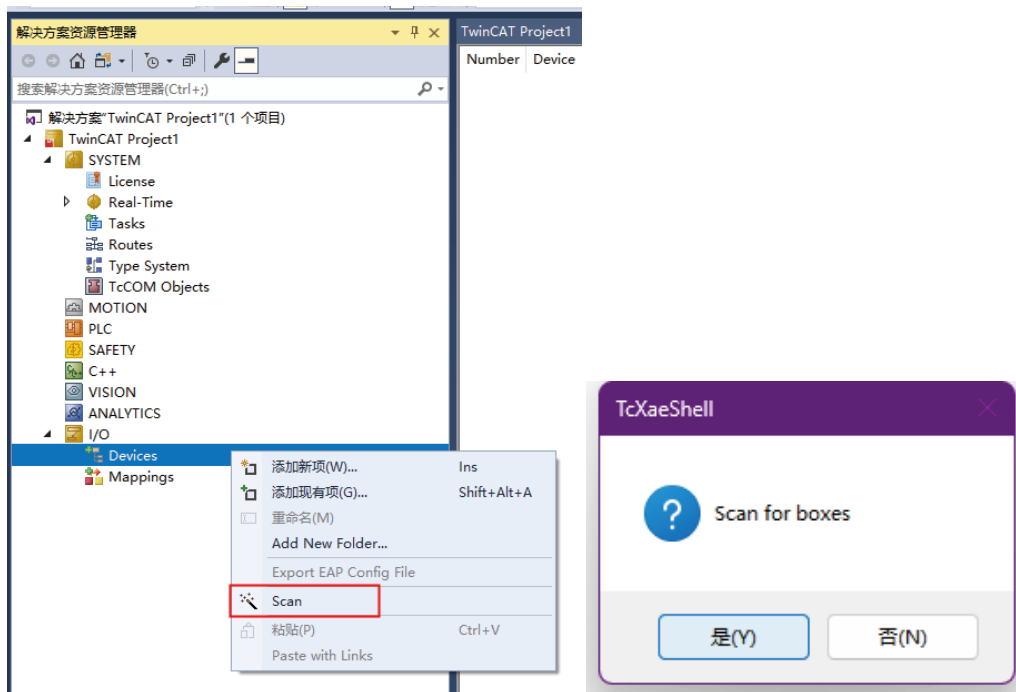 解决方案资源管理器
搜索解决方案资源管理器(Ctrl+;)
解决方案"TwinCAT Project1"(1 个项目)
TwinCAT Project1
SYSTEM
License
Real-Time
Tasks
Routes
Type System
TcCOM Objects
MOTION
PLC
SAFETY
C++
VISION
ANALYTICS
I/O
Devices
Mappings
添加新项(W)... Ins
添加现有项(G)... Shift+Alt+A
重命名(M)
Add New Folder...
Export EAP Config File
Scan
粘贴(P) Ctrl+V
Paste with Links
TwinCAT Project1
Number Device
TcXaeShell
Scan for boxes
是(Y) 否(N)